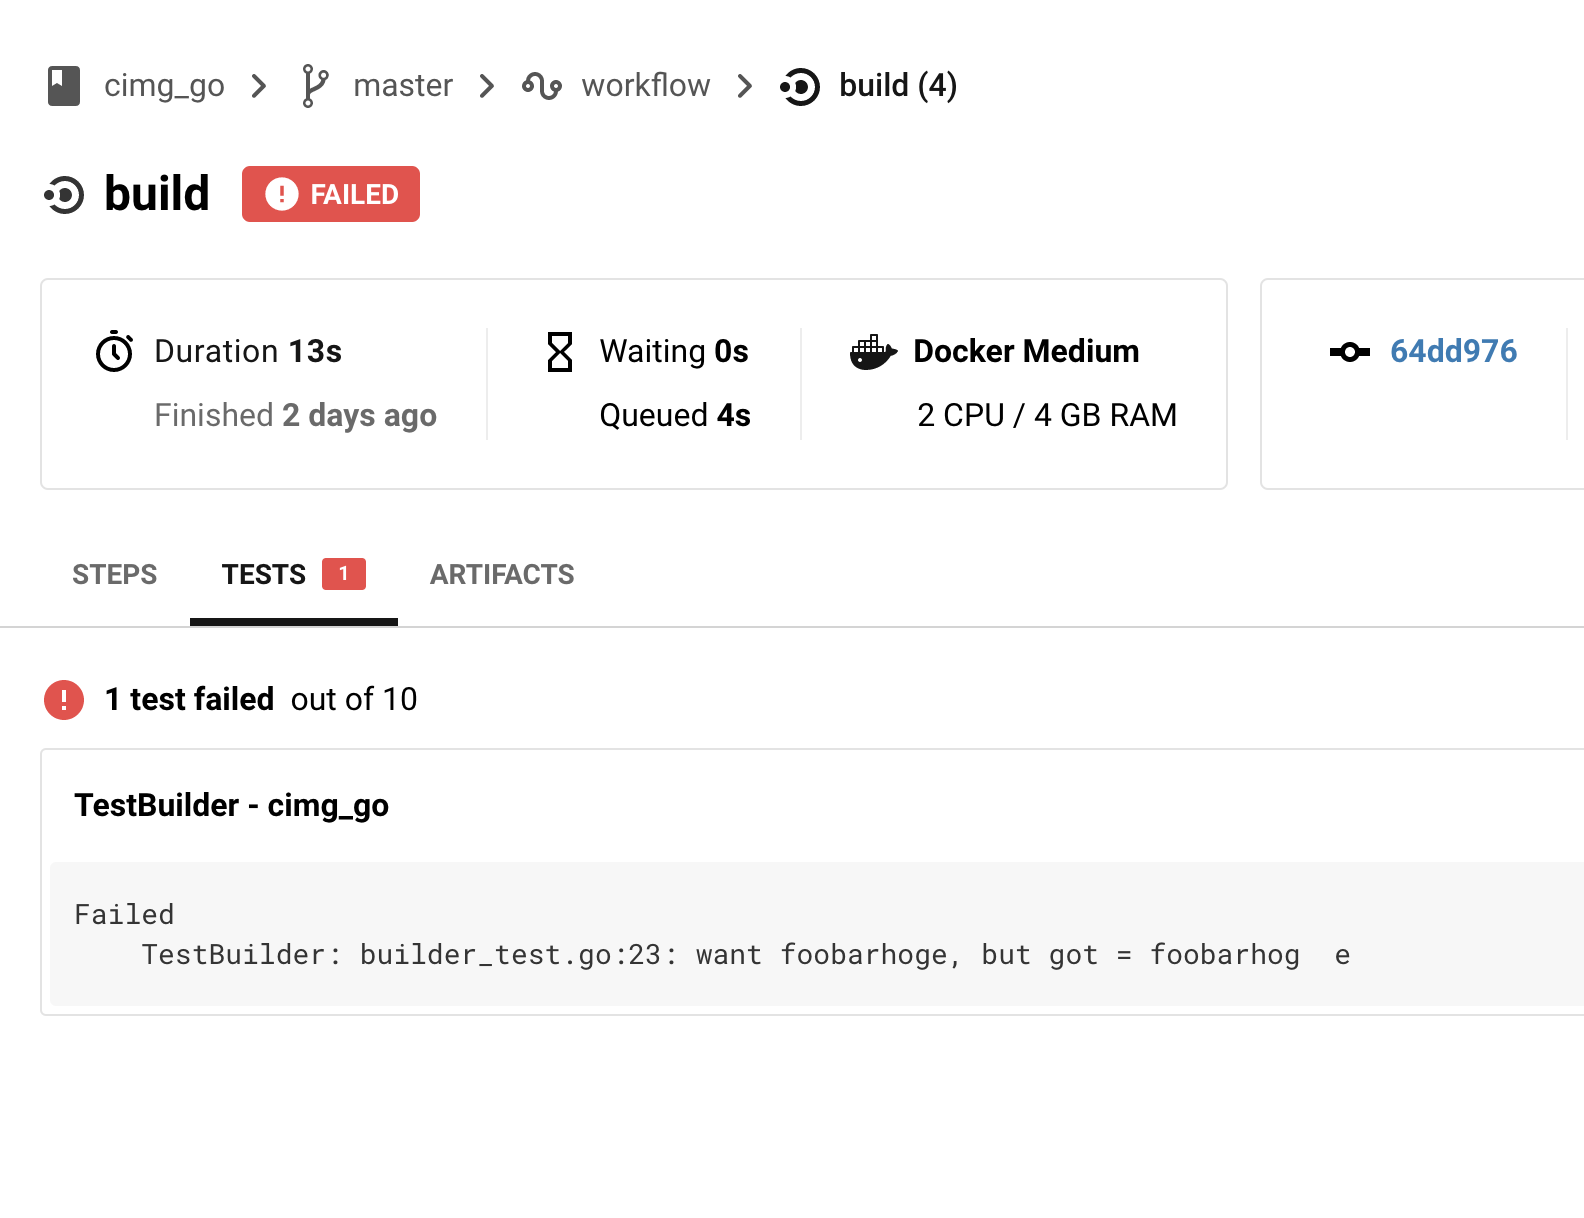 cimg_go > master > workflow > build (4)
build ! FAILED
Duration 13s
Finished 2 days ago
Waiting 0s
Queued 4s
Docker Medium
2 CPU / 4 GB RAM
64dd976
STEPS TESTS 1 ARTIFACTS
! 1 test failed out of 10
TestBuilder - cimg_go
Failed
    TestBuilder: builder_test.go:23: want foobarhoge, but got = foobarhog  e